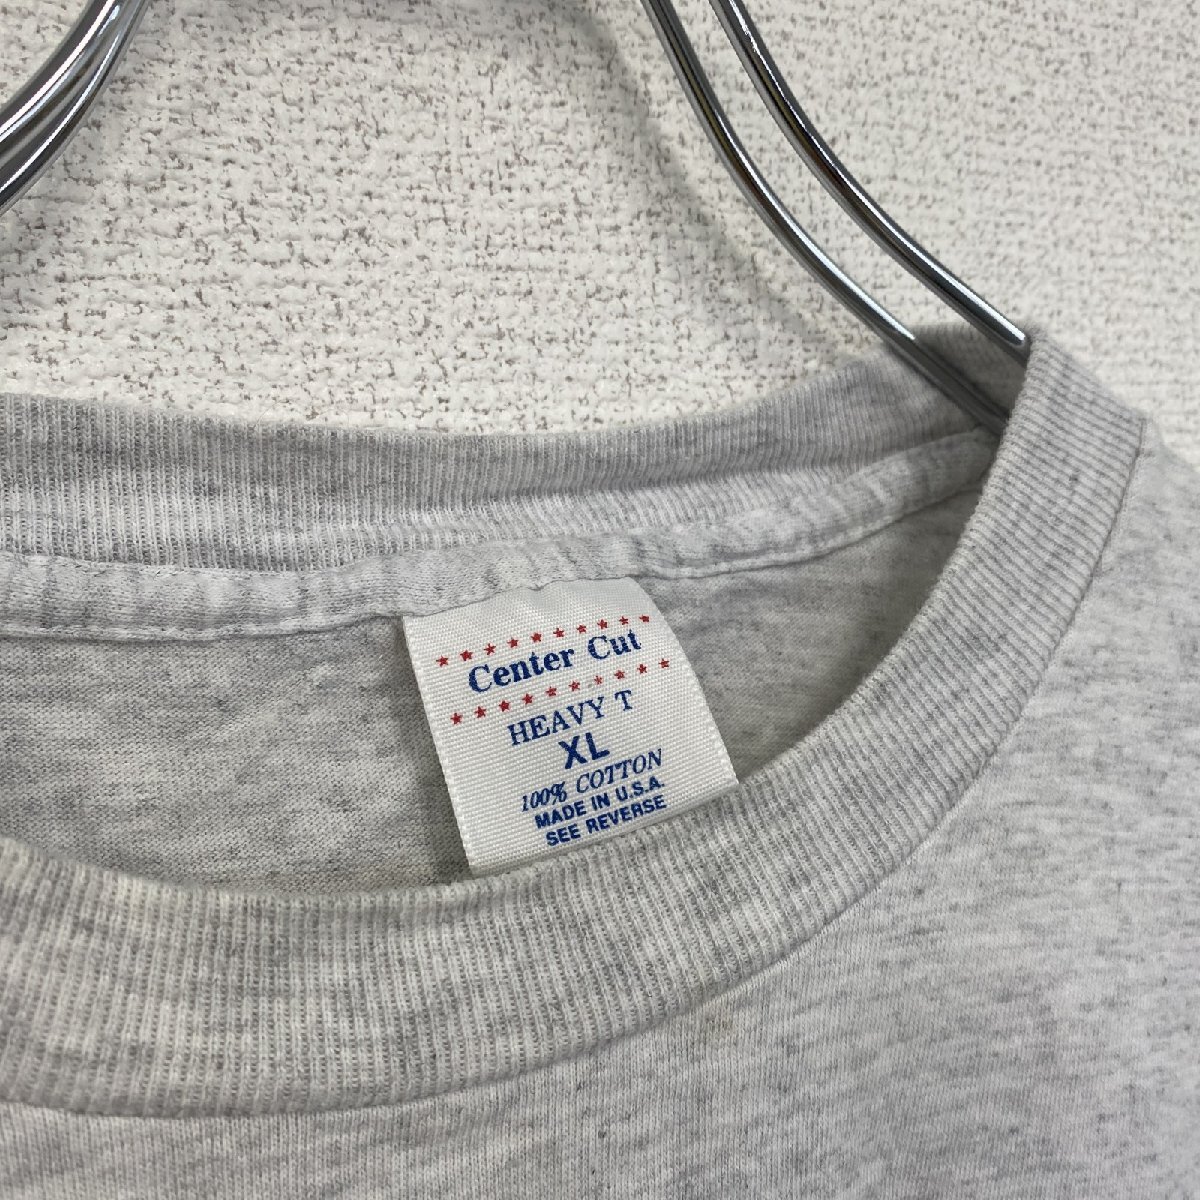 Center Cut
HEAVY T
XL
100% COTTON
MADE IN U.S.A.
SEE REVERSE